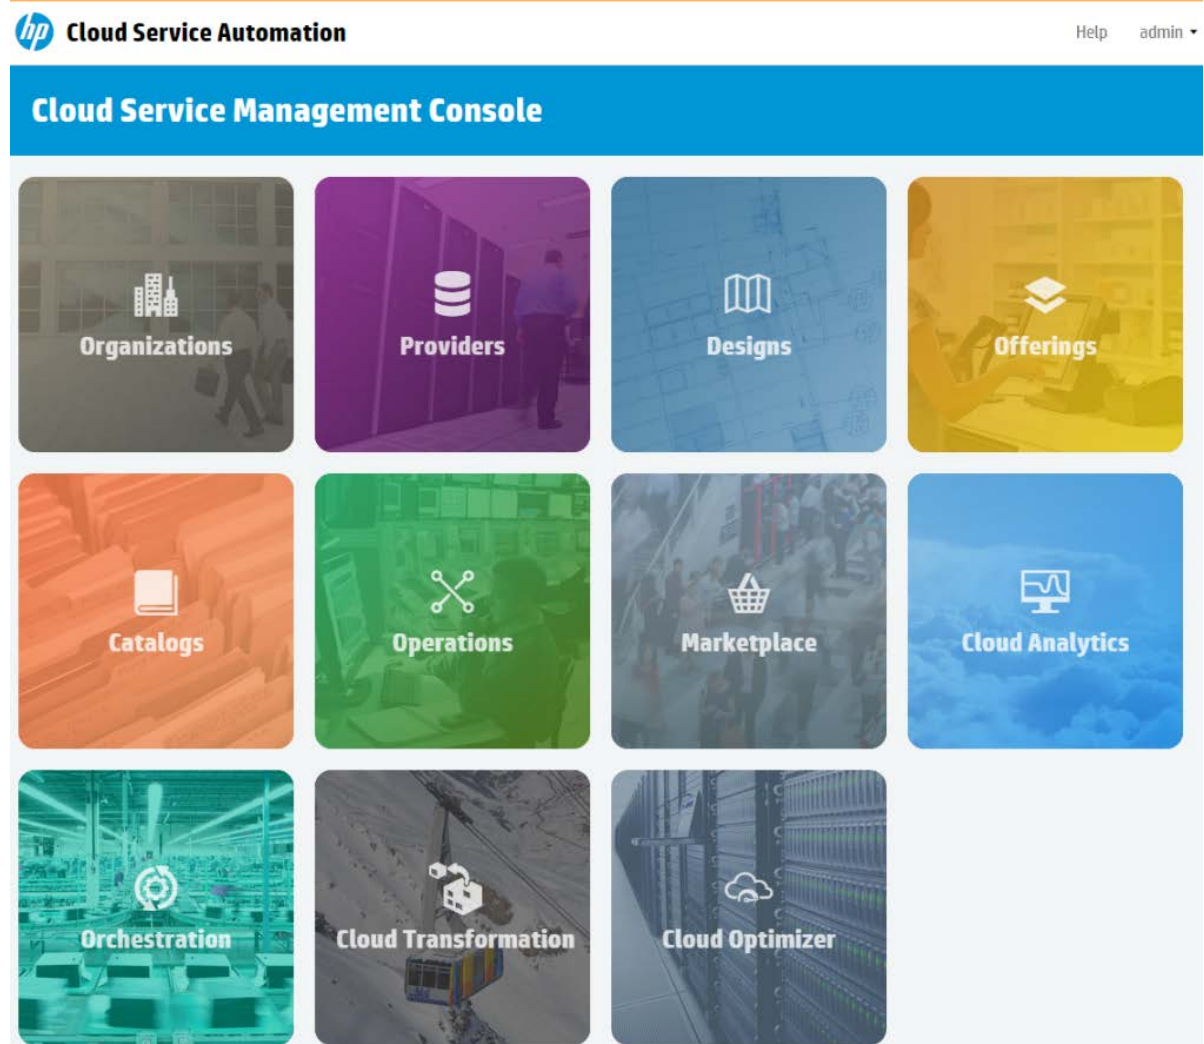 hp Cloud Service Automation Help admin
Cloud Service Management Console
Organizations Providers Designs Offerings
Catalogs Operations Marketplace Cloud Analytics
Orchestration Cloud Transformation Cloud Optimizer